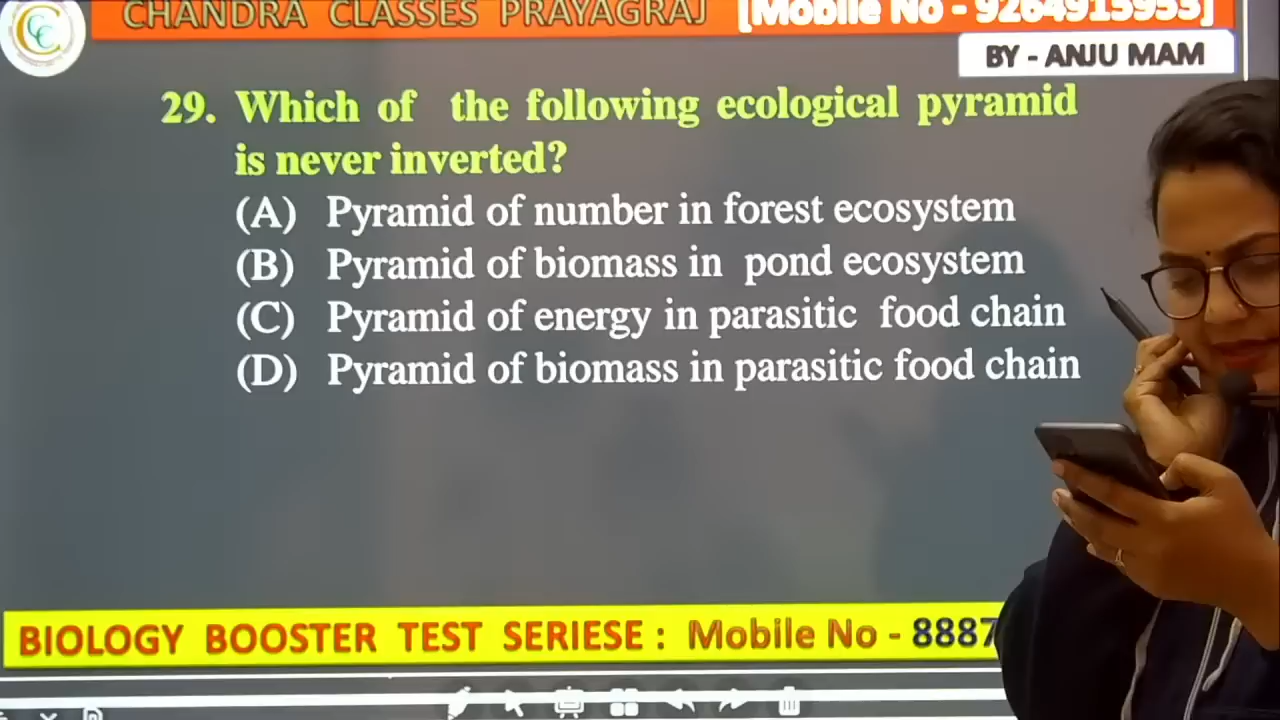 CHANDRA CLASSES PRAYAGRAJ [Mobile No - 9264915953]
BY - ANJU MAM
29. Which of the following ecological pyramid
is never inverted?
(A) Pyramid of number in forest ecosystem
(B) Pyramid of biomass in pond ecosystem
(C) Pyramid of energy in parasitic food chain
(D) Pyramid of biomass in parasitic food chain
BIOLOGY BOOSTER TEST SERIESE : Mobile No - 8887